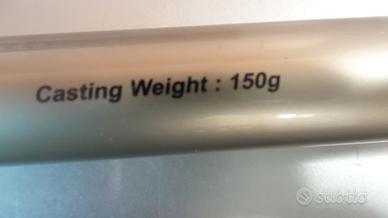 Casting Weight : 150g
subito